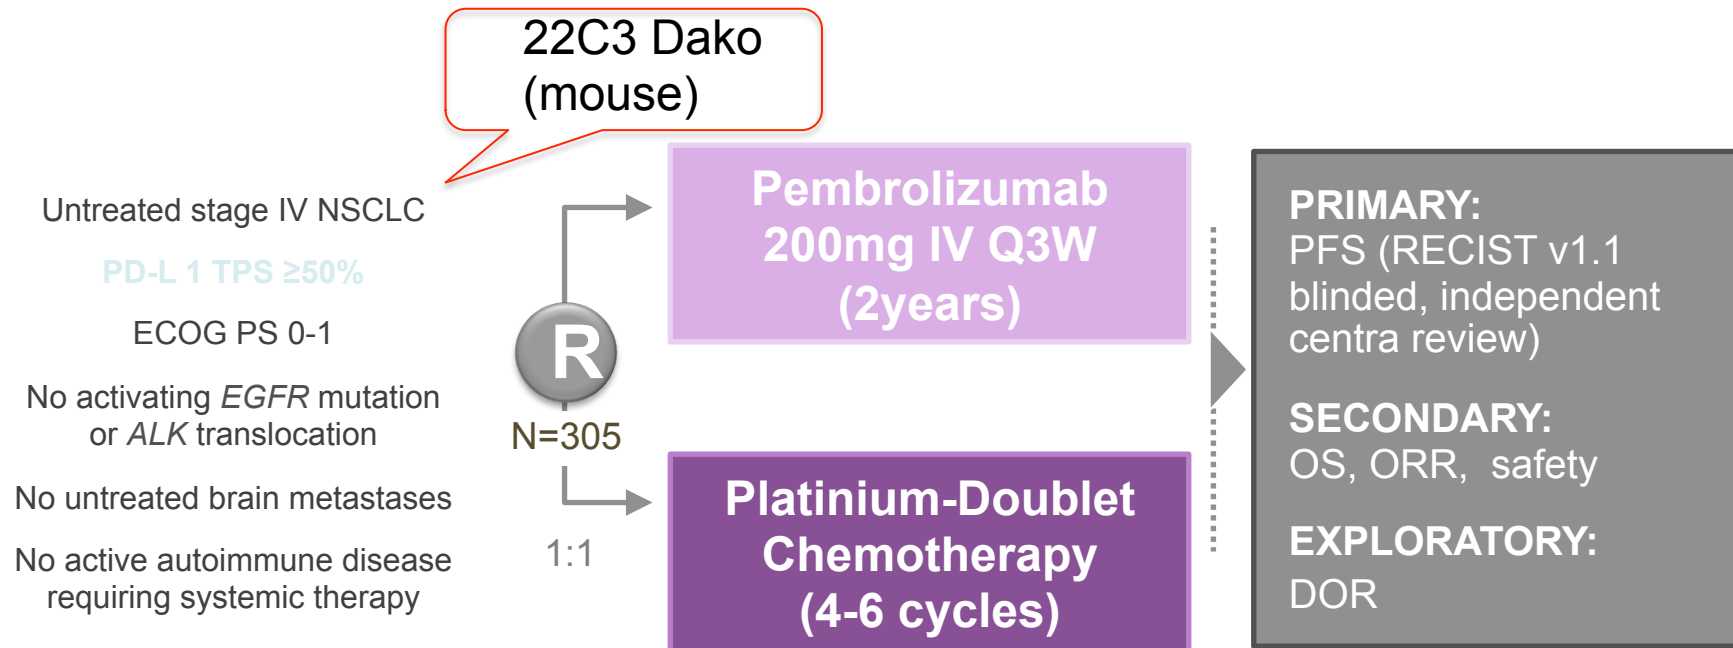 22C3 Dako
(mouse)
Untreated stage IV NSCLC
PD-L 1 TPS ≥50%
ECOG PS 0-1
No activating EGFR mutation
or ALK translocation
No untreated brain metastases
No active autoimmune disease
requiring systemic therapy
R
N=305
1:1
Pembrolizumab
200mg IV Q3W
(2years)
Platinium-Doublet
Chemotherapy
(4-6 cycles)
PRIMARY:
PFS (RECIST v1.1
blinded, independent
centra review)
SECONDARY:
OS, ORR, safety
EXPLORATORY:
DOR